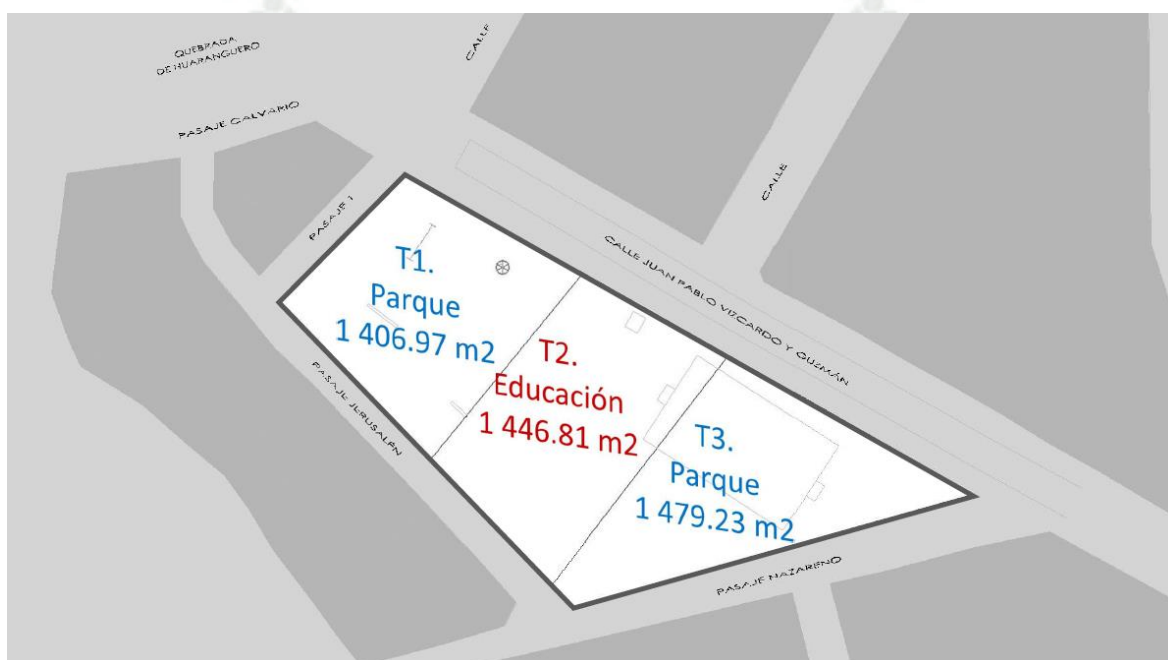 QUEBRADA
DE HUARANGUERO
CALLE
PASAJE CALVARIO
CALLE
PASAJE 1
CALLE JUAN PABLO VIZCARDO Y GUZMÁN
T1.
Parque
1 406.97 m2
T2.
Educación
1 446.81 m2
T3.
Parque
1 479.23 m2
PASAJE JERUSALÉN
PASAJE NAZARENO